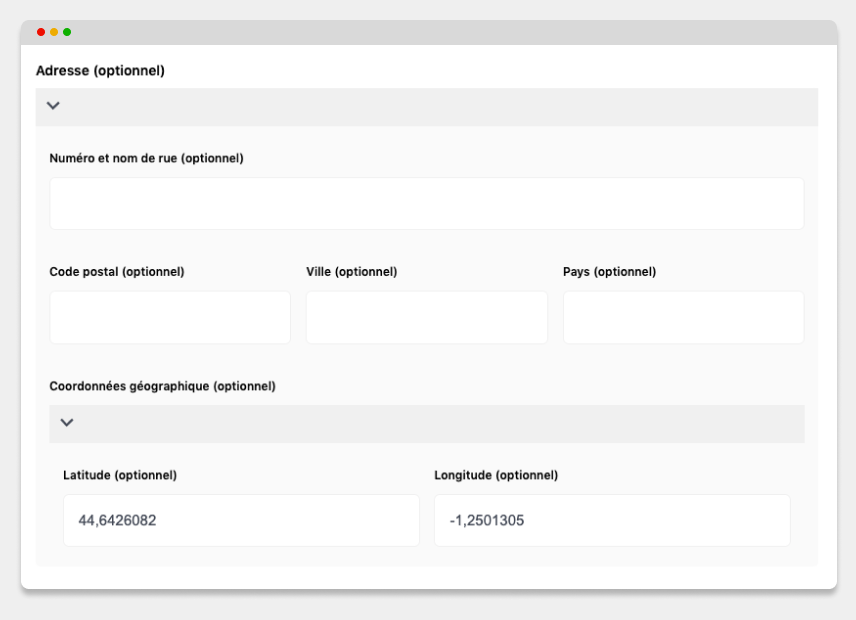 Adresse (optionnel)
Numéro et nom de rue (optionnel)
Code postal (optionnel) Ville (optionnel) Pays (optionnel)
Coordonnées géographique (optionnel)
Latitude (optionnel) Longitude (optionnel)
44,6426082 -1,2501305